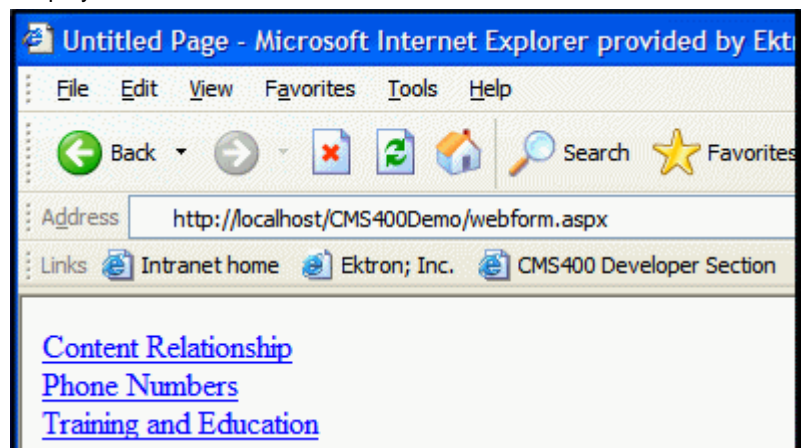 Untitled Page - Microsoft Internet Explorer provided by Ekt
File Edit View Favorites Tools Help
Back Search Favorites
Address http://localhost/CMS400Demo/webform.aspx
Links Intranet home Ektron; Inc. CMS400 Developer Section
Content Relationship
Phone Numbers
Training and Education